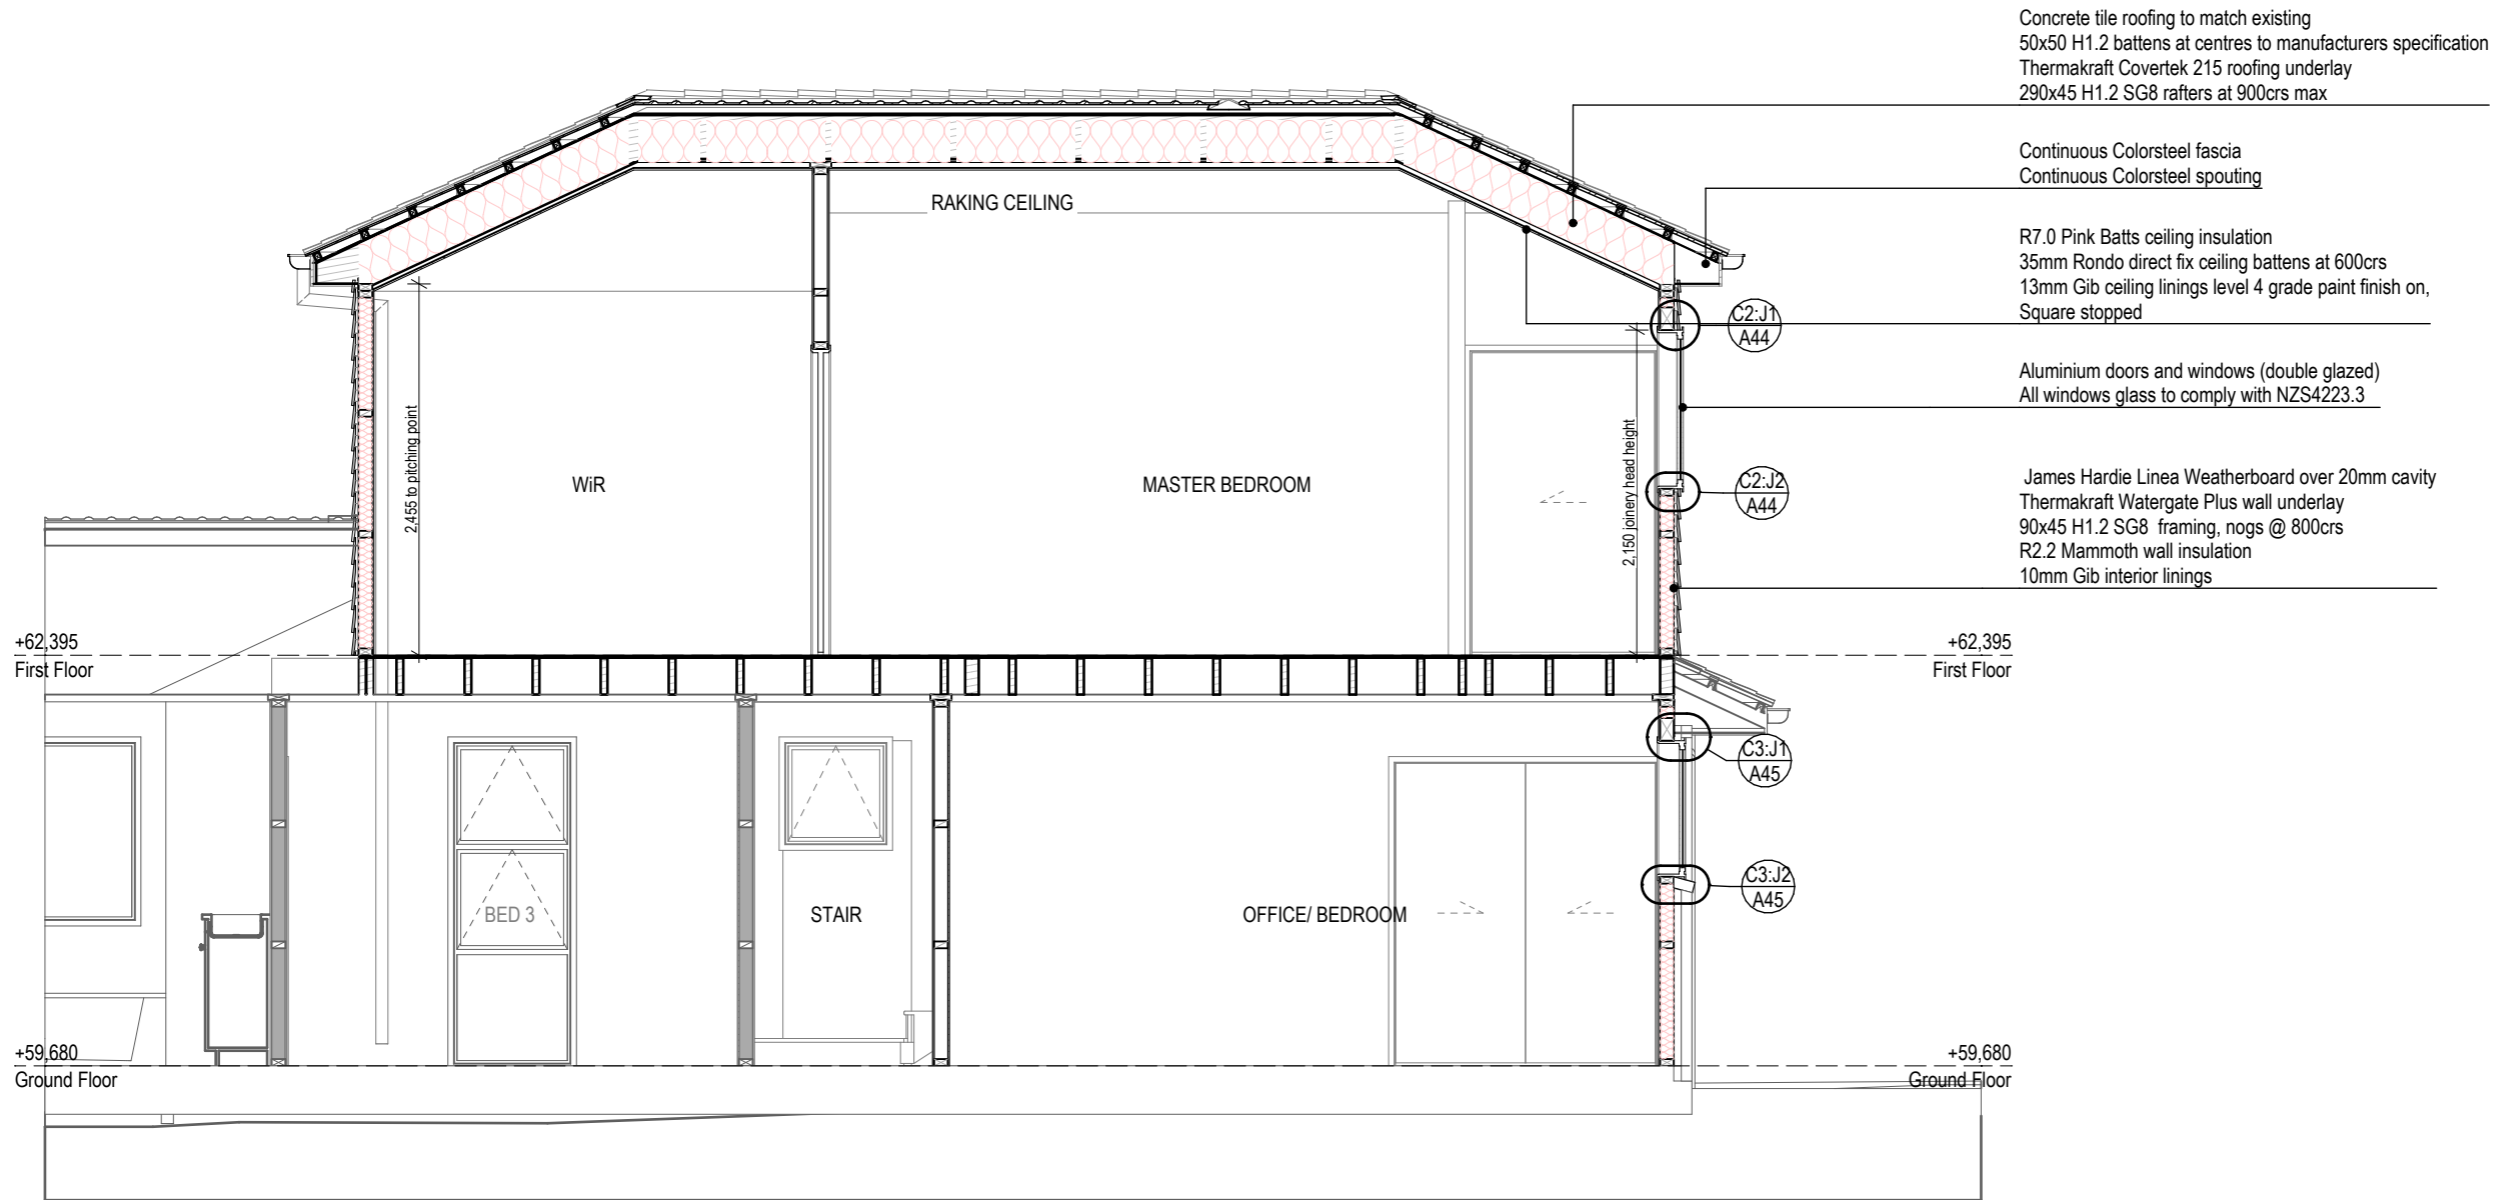 Concrete tile roofing to match existing
50x50 H1.2 battens at centres to manufacturers specification
Thermakraft Covertek 215 roofing underlay
290x45 H1.2 SG8 rafters at 900crs max
Continuous Colorsteel fascia
Continuous Colorsteel spouting
RAKING CEILING
R7.0 Pink Batts ceiling insulation
35mm Rondo direct fix ceiling battens at 600crs
13mm Gib ceiling linings level 4 grade paint finish on,
Square stopped
C2:J1
A44
Aluminium doors and windows (double glazed)
All windows glass to comply with NZS4223.3
2,455 to pitching point
WiR
MASTER BEDROOM
2,150 joinery head height
C2:J2
A44
James Hardie Linea Weatherboard over 20mm cavity
Thermakraft Watergate Plus wall underlay
90x45 H1.2 SG8 framing, nogs @ 800crs
R2.2 Mammoth wall insulation
10mm Gib interior linings
+62,395
First Floor
+62,395
First Floor
C3:J1
A45
C3:J2
A45
BED 3
STAIR
OFFICE/ BEDROOM
+59,680
Ground Floor
+59,680
Ground Floor